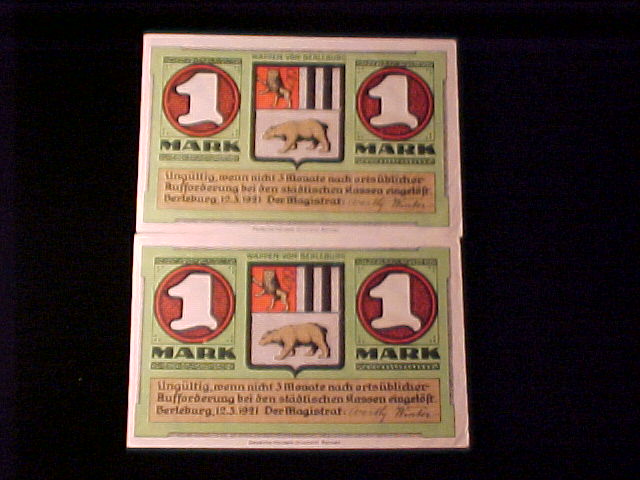 WAPPEN VON BERLEBURG
1 1
MARK MARK
Ungültig, wenn nicht 3 Monate nach ortsüblicher
Aufforderung bei den städtischen Kassen eingelöst.
Berleburg, 12.3.1921 Der Magistrat:
WAPPEN VON BERLEBURG
1 1
MARK MARK
Ungültig, wenn nicht 3 Monate nach ortsüblicher
Aufforderung bei den städtischen Kassen eingelöst.
Berleburg, 12.3.1921 Der Magistrat: